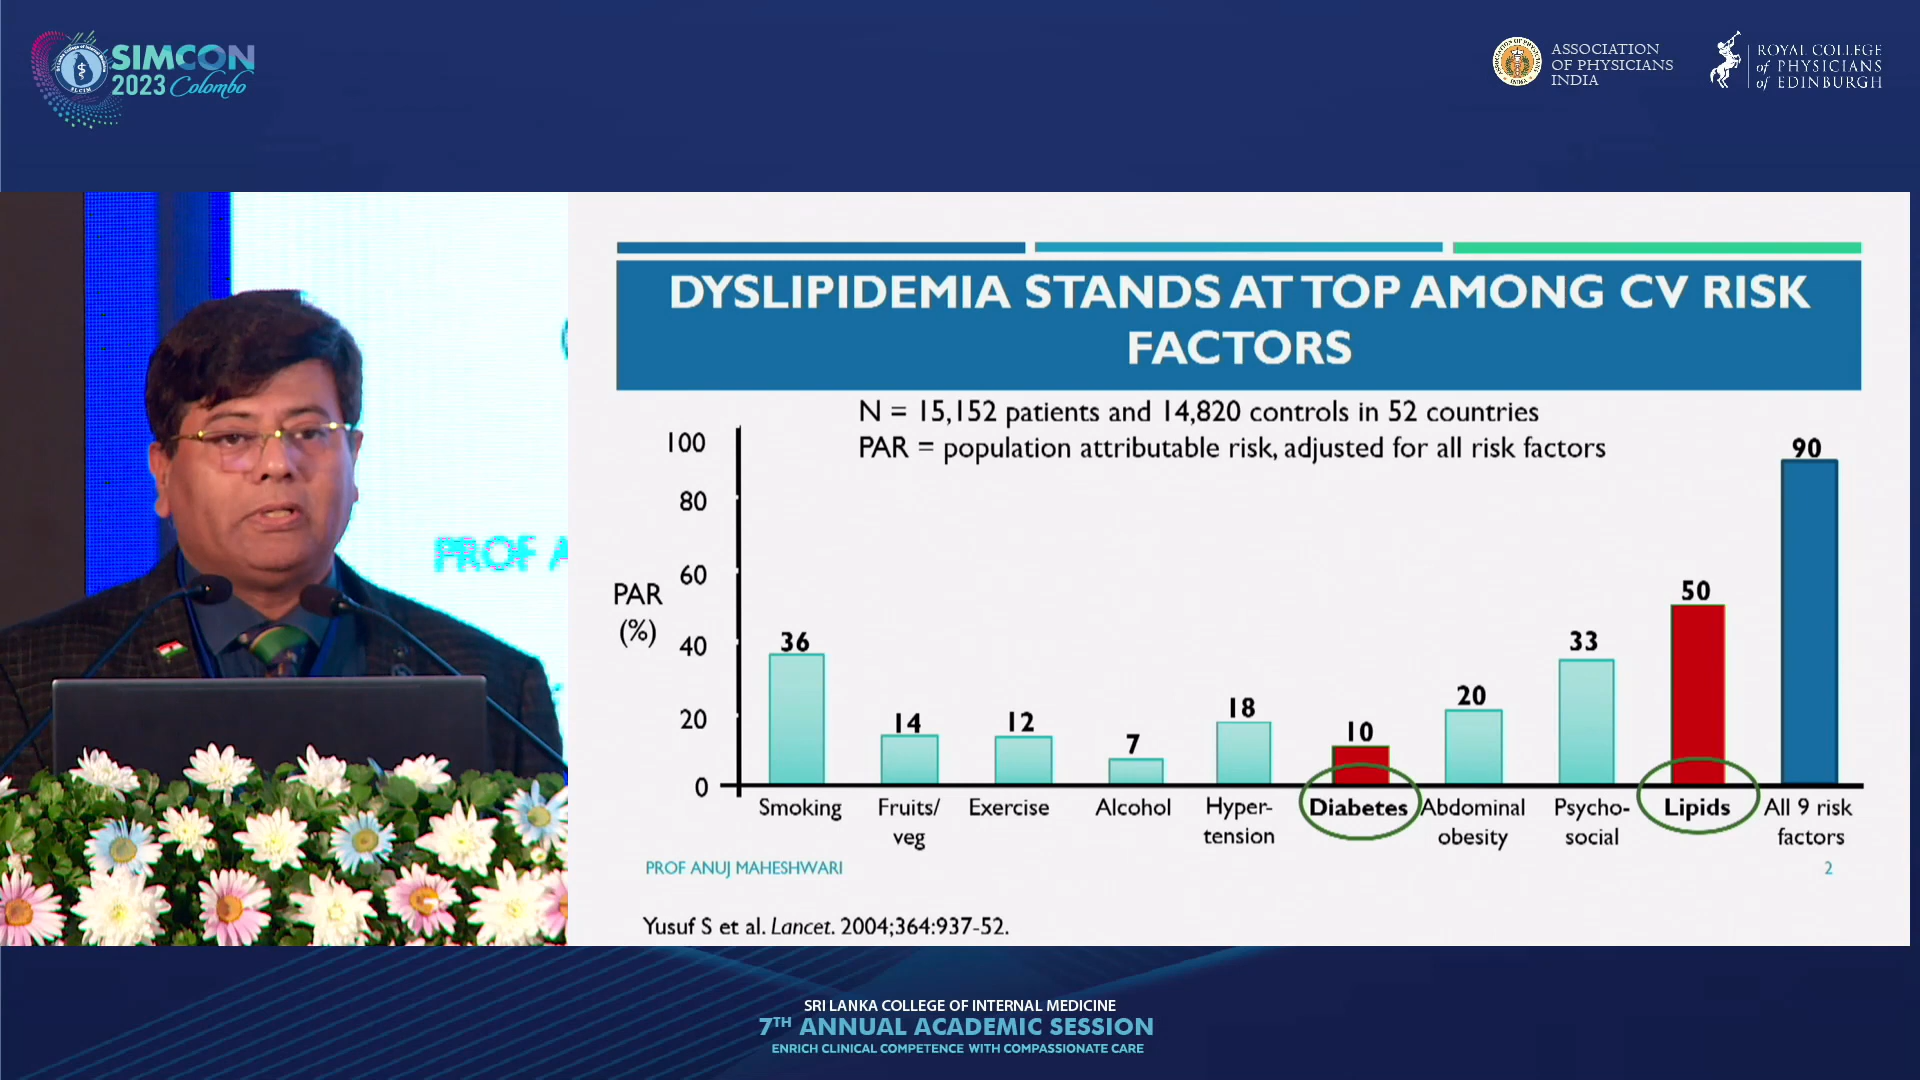 SIMCON
2023 Colombo
SLCIM
ASSOCIATION
OF PHYSICIANS
INDIA
ROYAL COLLEGE
of PHYSICIANS
of EDINBURGH
PROF A
DYSLIPIDEMIA STANDS AT TOP AMONG CV RISK
FACTORS
N = 15,152 patients and 14,820 controls in 52 countries
PAR = population attributable risk, adjusted for all risk factors
PAR
(%)
100
80
60
40
20
0
36
14
12
7
18
10
20
33
50
90
Smoking
Fruits/
veg
Exercise
Alcohol
Hyper-
tension
Diabetes
Abdominal
obesity
Psycho-
social
Lipids
All 9 risk
factors
PROF ANUJ MAHESHWARI
2
Yusuf S et al. Lancet. 2004;364:937-52.
SRI LANKA COLLEGE OF INTERNAL MEDICINE
7TH ANNUAL ACADEMIC SESSION
ENRICH CLINICAL COMPETENCE WITH COMPASSIONATE CARE